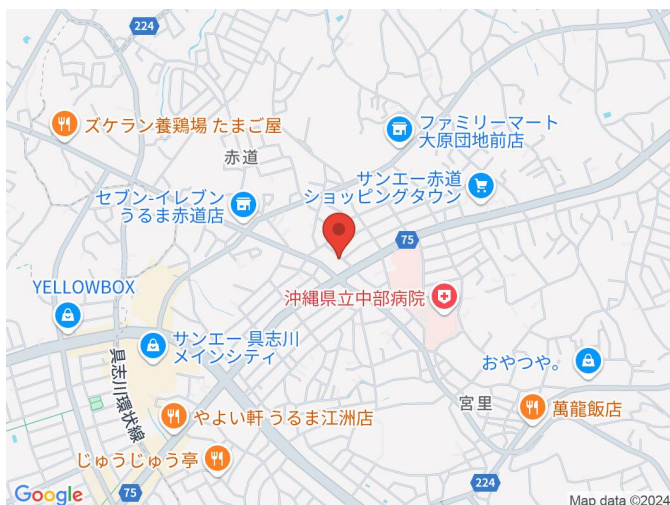 224
ズケラン養鶏場 たまご屋
ファミリーマート
大原団地前店
赤道
サンエー赤道
ショッピングタウン
セブン-イレブン
うるま赤道店
75
YELLOWBOX
沖縄県立中部病院
サンエー 具志川
メインシティ
おやつや。
具志川環状線
宮里
萬龍飯店
やよい軒 うるま江洲店
じゅうじゅう亭
224
75
Google
Map data ©2024